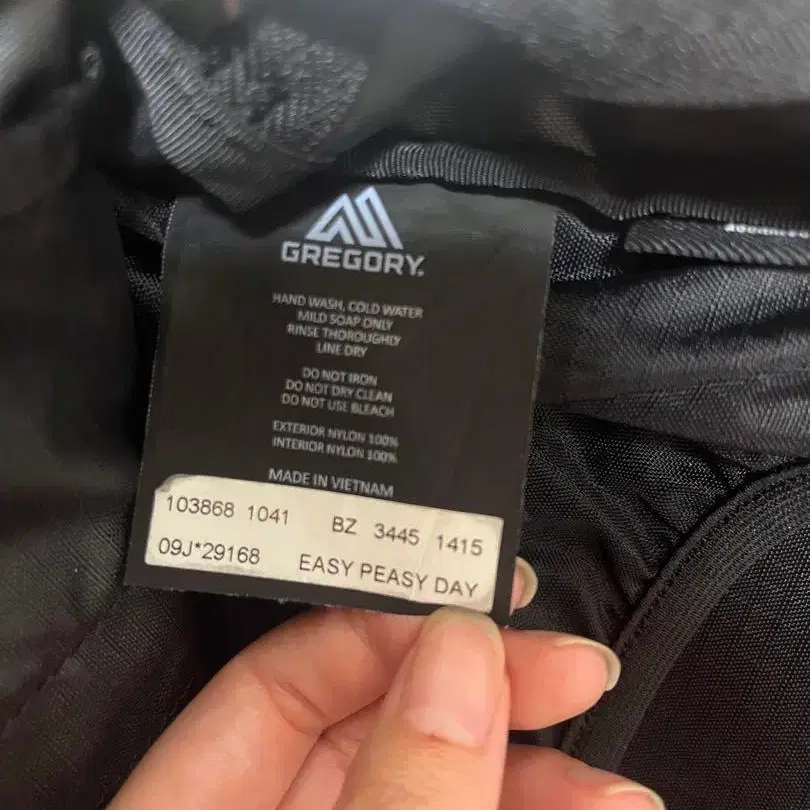 GREGORY.
HAND WASH, COLD WATER
MILD SOAP ONLY
RINSE THOROUGHLY
LINE DRY
DO NOT IRON
DO NOT DRY CLEAN
DO NOT USE BLEACH
EXTERIOR NYLON 100%
INTERIOR NYLON 100%
MADE IN VIETNAM
103868 1041 BZ 3445 1415
09J*29168 EASY PEASY DAY